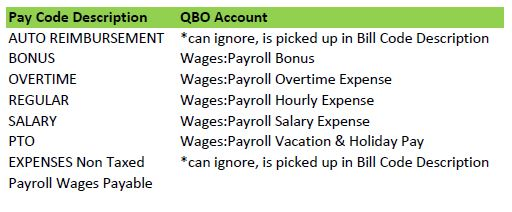 Pay Code Description QBO Account
AUTO REIMBURSEMENT *can ignore, is picked up in Bill Code Description
BONUS Wages:Payroll Bonus
OVERTIME Wages:Payroll Overtime Expense
REGULAR Wages:Payroll Hourly Expense
SALARY Wages:Payroll Salary Expense
PTO Wages:Payroll Vacation & Holiday Pay
EXPENSES Non Taxed *can ignore, is picked up in Bill Code Description
Payroll Wages Payable